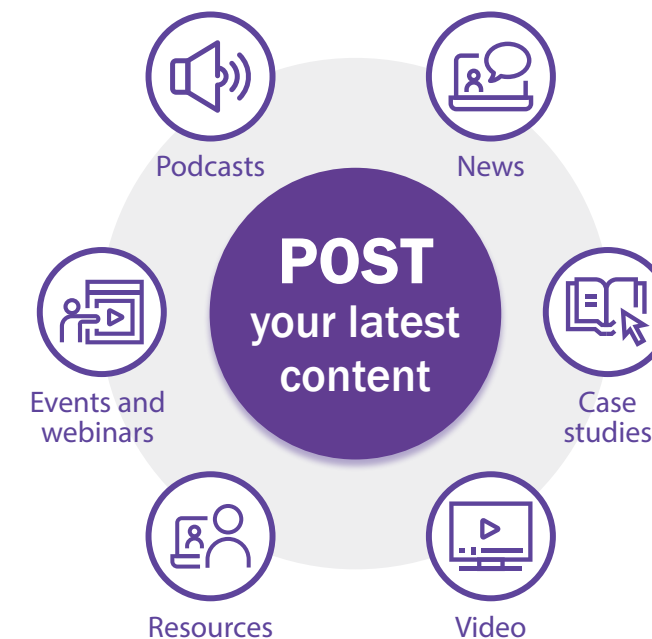 Podcasts
News
POST
your latest
content
Events and
webinars
Case
studies
Resources
Video